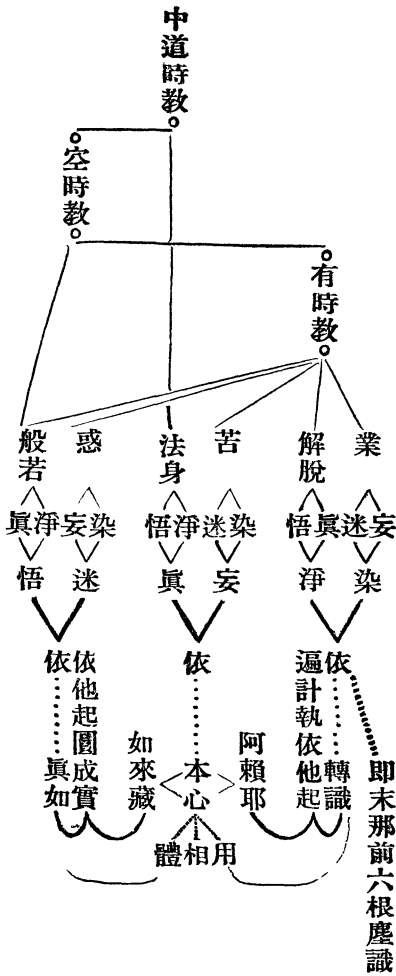 中道時教
空時教
有時教
業
解脫
苦
法身
惑
般若
妄迷眞悟
染迷淨悟
染妄淨眞
染
淨
妄
眞
迷
悟
依
遍計執依他起
依
依他起圓成實
依
轉識
阿賴耶
本心
如來藏
眞如
用相體
即末那前六根塵識